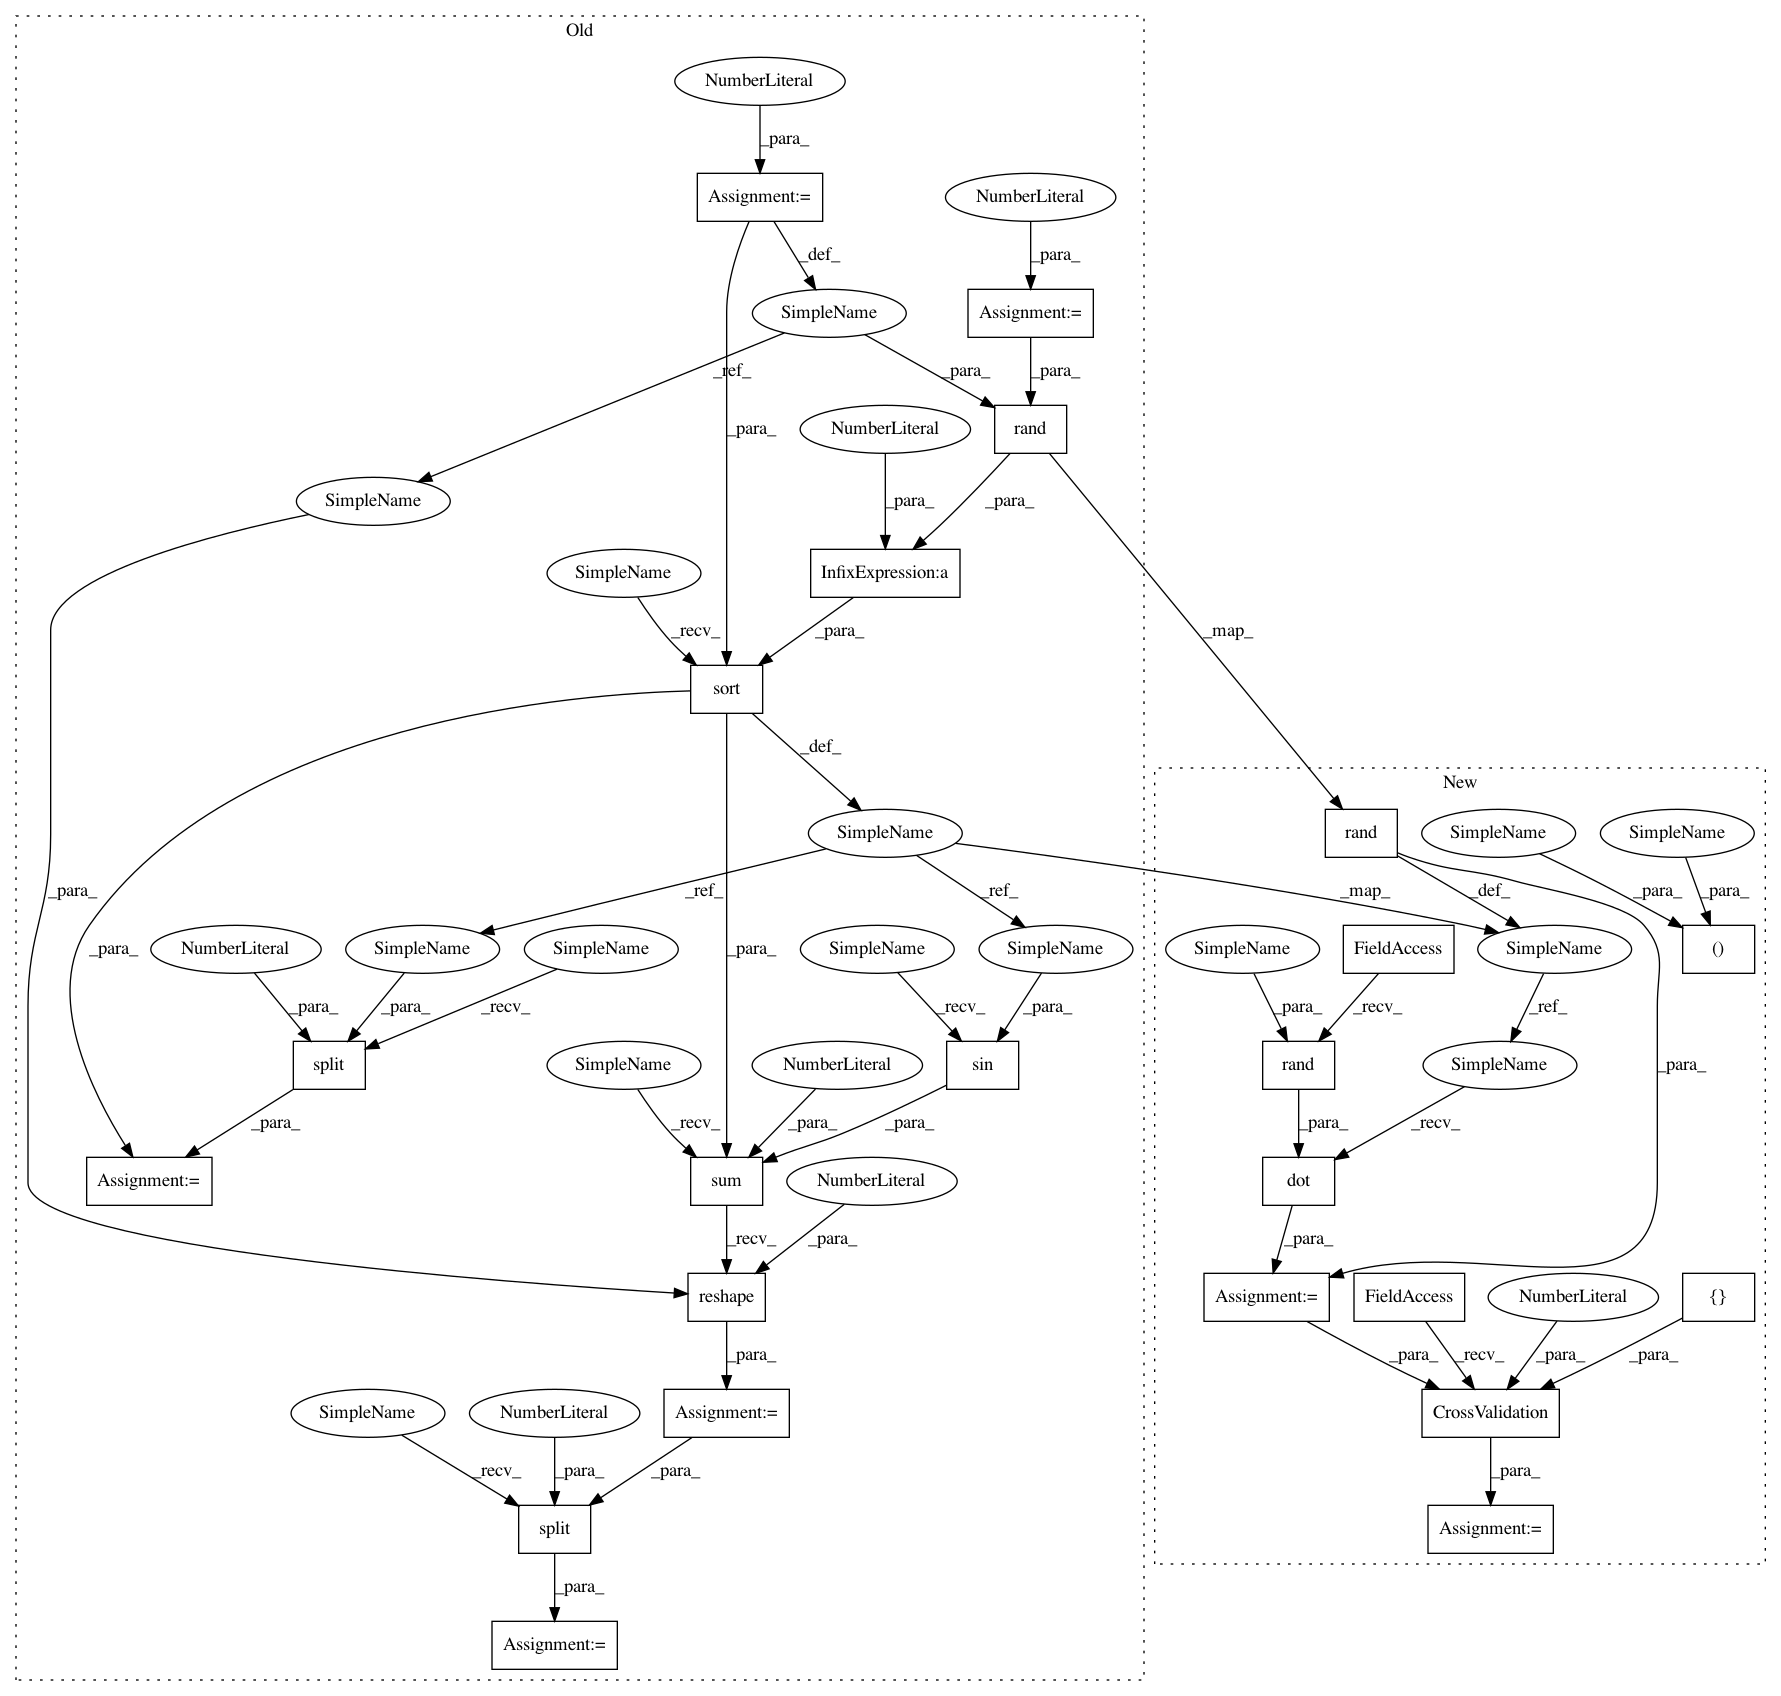 Old
NumberLiteral
_para_
Assignment:=
NumberLiteral
_def_
_para_
SimpleName
Assignment:=
_ref_
_para_
_para_
NumberLiteral
rand
_para_
SimpleName
_para_
_para_
SimpleName
InfixExpression:a
_recv_
_para_
_map_
sort
_def_
New
SimpleName
rand
SimpleName
SimpleName
_para_
_ref_
_ref_
_map_
_def_
_para_
_para_
_para_
NumberLiteral
SimpleName
SimpleName
_para_
SimpleName
SimpleName
SimpleName
FieldAccess
SimpleName
()
_para_
_para_
_recv_
_recv_
_para_
_para_
_recv_
_ref_
split
SimpleName
NumberLiteral
sin
rand
SimpleName
_para_
_para_
_recv_
_para_
_para_
_para_
_recv_
Assignment:=
sum
NumberLiteral
dot
_recv_
_para_
_para_
reshape
Assignment:=
FieldAccess
NumberLiteral
{}
_para_
_para_
_recv_
_para_
_para_
SimpleName
NumberLiteral
Assignment:=
CrossValidation
_recv_
_para_
_para_
_para_
split
Assignment:=
_para_
Assignment:=